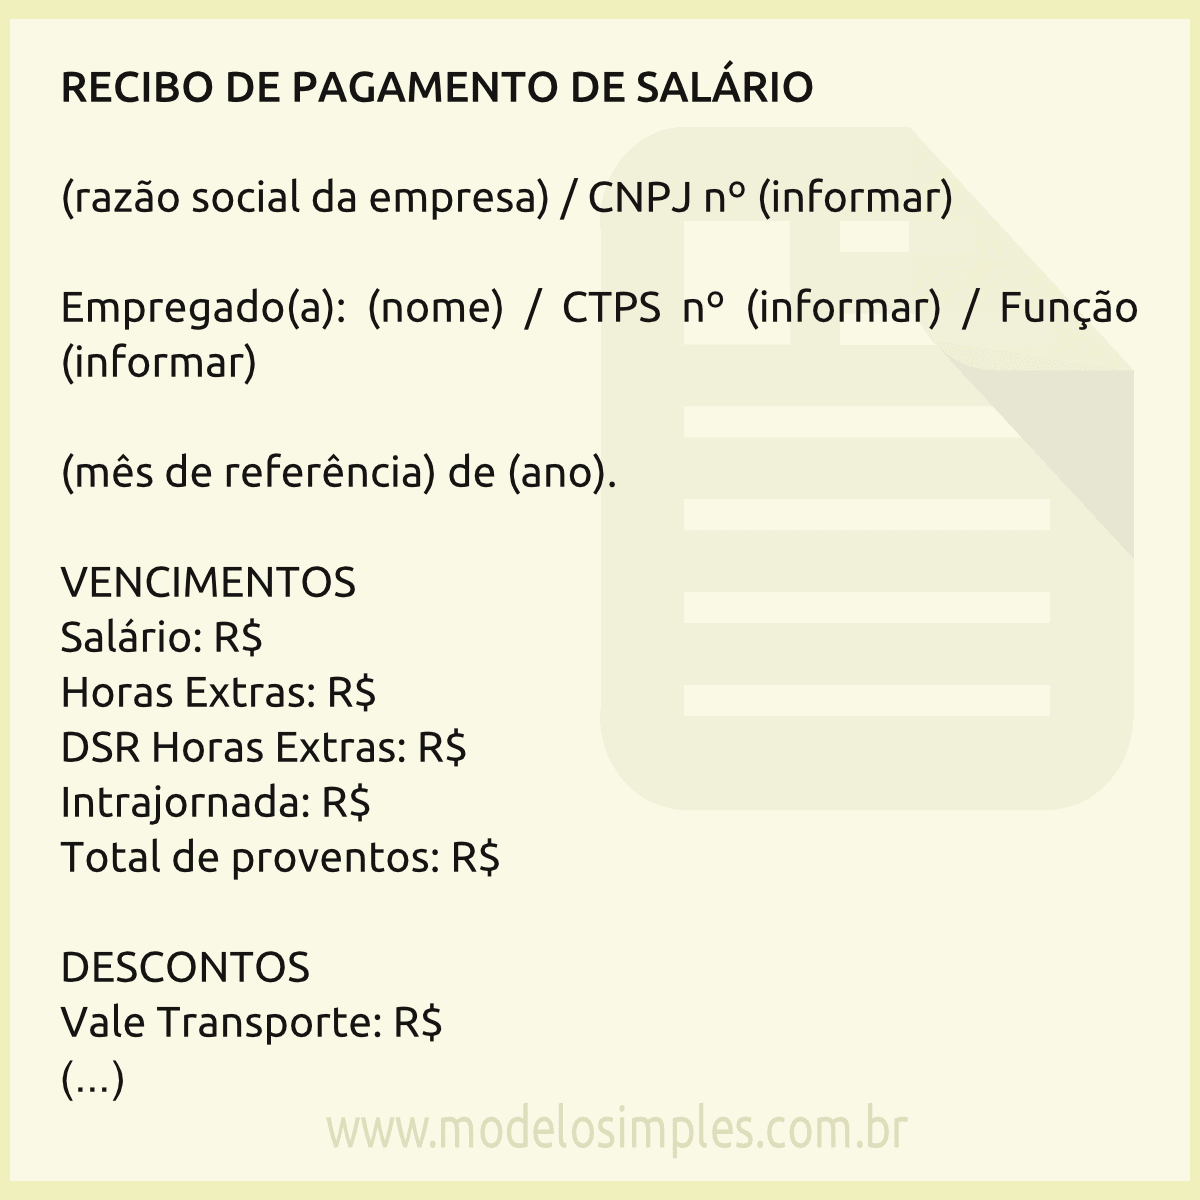 RECIBO DE PAGAMENTO DE SALÁRIO
(razão social da empresa) / CNPJ nº (informar)
Empregado(a): (nome) / CTPS nº (informar) / Função
(informar)
(mês de referência) de (ano).
VENCIMENTOS
Salário: R$
Horas Extras: R$
DSR Horas Extras: R$
Intrajornada: R$
Total de proventos: R$
DESCONTOS
Vale Transporte: R$
(...)
www.modelosimples.com.br